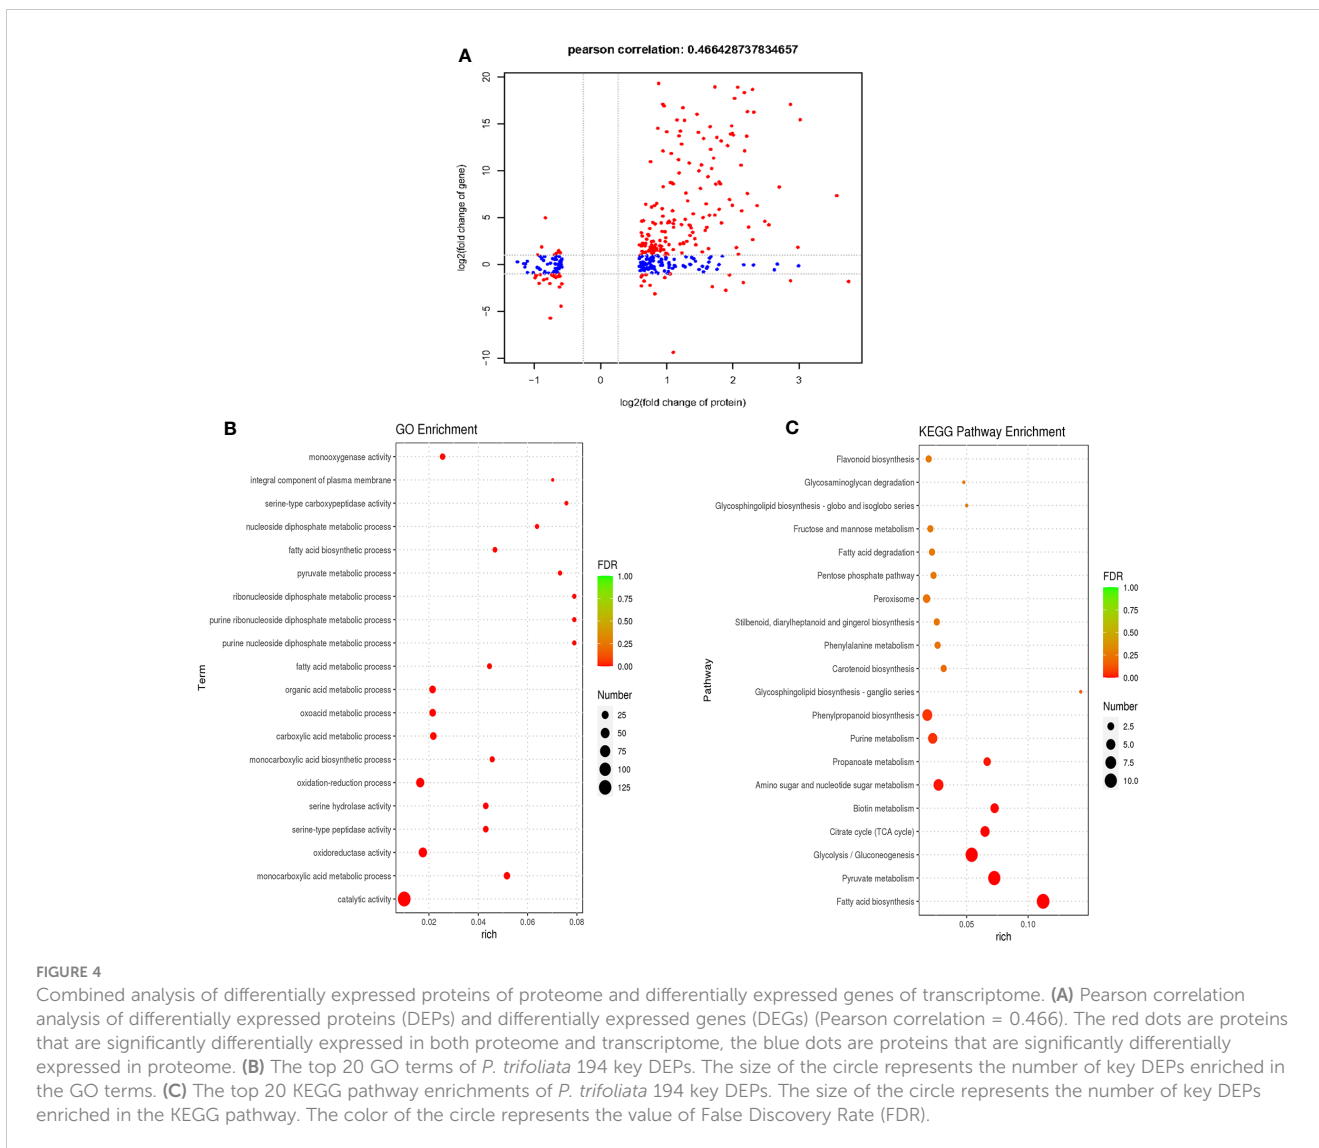 A
pearson correlation: 0.466428737834657
log2(fold change of gene)
20
15
10
5
0
−5
−10
−1
0
1
2
3
log2(fold change of protein)
B
GO Enrichment
Term
monooxygenase activity
integral component of plasma membrane
serine-type carboxypeptidase activity
nucleoside diphosphate metabolic process
fatty acid biosynthetic process
pyruvate metabolic process
ribonucleoside diphosphate metabolic process
purine ribonucleoside diphosphate metabolic process
purine nucleoside diphosphate metabolic process
fatty acid metabolic process
organic acid metabolic process
oxoacid metabolic process
carboxylic acid metabolic process
monocarboxylic acid biosynthetic process
oxidation-reduction process
serine hydrolase activity
serine-type peptidase activity
oxidoreductase activity
monocarboxylic acid metabolic process
catalytic activity
0.02
0.04
0.06
0.08
rich
FDR
1.00
0.75
0.50
0.25
0.00
Number
25
50
75
100
125
C
KEGG Pathway Enrichment
Pathway
Flavonoid biosynthesis
Glycosaminoglycan degradation
Glycosphingolipid biosynthesis - globo and isoglobo series
Fructose and mannose metabolism
Fatty acid degradation
Pentose phosphate pathway
Peroxisome
Stilbenoid, diarylheptanoid and gingerol biosynthesis
Phenylalanine metabolism
Carotenoid biosynthesis
Glycosphingolipid biosynthesis - ganglio series
Phenylpropanoid biosynthesis
Purine metabolism
Propanoate metabolism
Amino sugar and nucleotide sugar metabolism
Biotin metabolism
Citrate cycle (TCA cycle)
Glycolysis / Gluconeogenesis
Pyruvate metabolism
Fatty acid biosynthesis
0.05
0.10
rich
FDR
1.00
0.75
0.50
0.25
0.00
Number
2.5
5.0
7.5
10.0
FIGURE 4
Combined analysis of differentially expressed proteins of proteome and differentially expressed genes of transcriptome. (A) Pearson correlation
analysis of differentially expressed proteins (DEPs) and differentially expressed genes (DEGs) (Pearson correlation = 0.466). The red dots are proteins
that are significantly differentially expressed in both proteome and transcriptome, the blue dots are proteins that are significantly differentially
expressed in proteome. (B) The top 20 GO terms of P. trifoliata 194 key DEPs. The size of the circle represents the number of key DEPs enriched in
the GO terms. (C) The top 20 KEGG pathway enrichments of P. trifoliata 194 key DEPs. The size of the circle represents the number of key DEPs
enriched in the KEGG pathway. The color of the circle represents the value of False Discovery Rate (FDR).